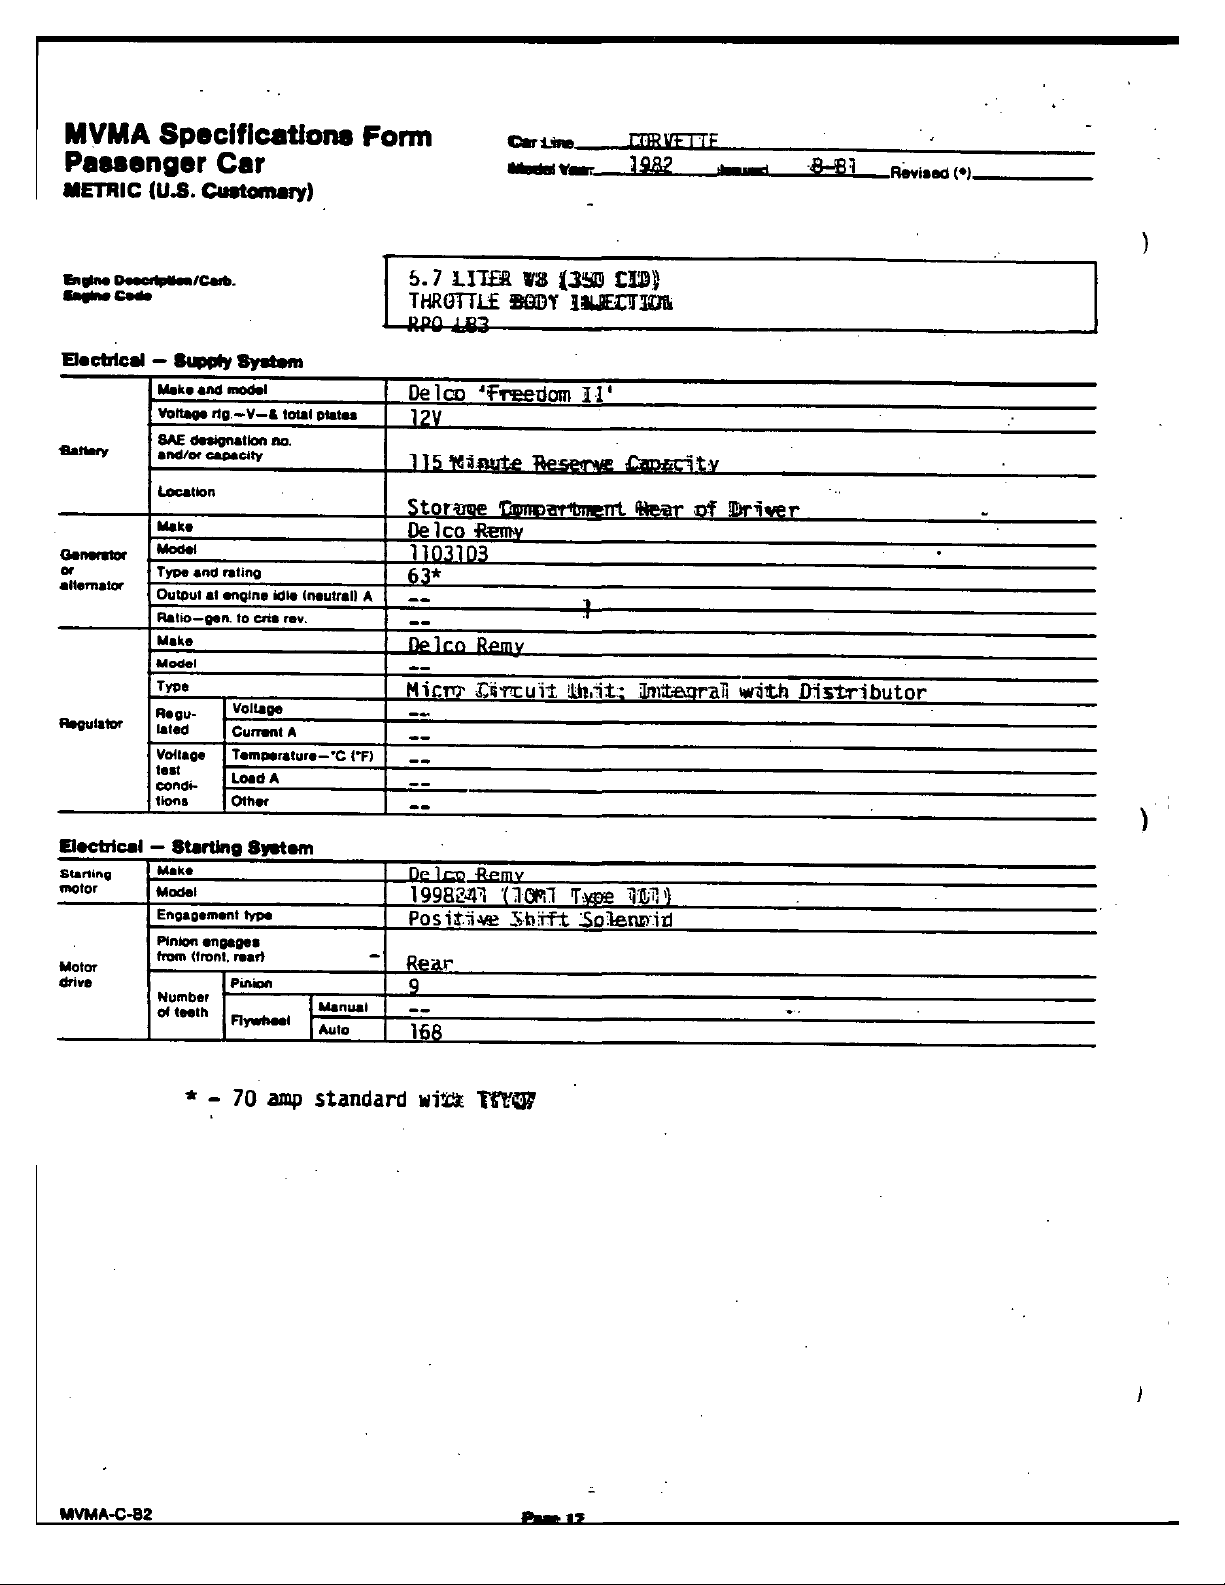 MVMA Specifications Form
Passenger Car
METRIC (U.S. Customary)
Car Line CORVETTE
Model Year 1982 Issued 8-81 Revised (•)
Engine Description/Carb.
Engine Code
5.7 LITER V8 (350 CID)
THROTTLE BODY INJECTION
RPO L83
Electrical — Supply System
Battery
Make and model Delco 'Freedom II'
Voltage rtg.—V—& total plates 12V
SAE designation no.
and/or capacity 115 Minute Reserve Capacity
Location Storage Compartment Rear of Driver
Generator
or
alternator
Make Delco Remy
Model 1103103
Type and rating 63*
Output at engine idle (neutral) A --
Ratio—gen. to cris rev. --
Regulator
Make Delco Remy
Model --
Type Micro Circuit Unit; Integral with Distributor
Regu-
lated
Voltage --
Current A --
Voltage
test
condi-
tions
Temperature—°C (°F) --
Load A --
Other --
Electrical — Starting System
Starting
motor
Make Delco Remy
Model 1998241 (10MT Type
Engagement type Positive Shift Solenoid
Motor
drive
Pinion engages
from (front, rear) Rear
Number
of teeth
Pinion 9
Flywheel
Manual --
Auto 168
* - 70 amp standard with
MVMA-C-82
Page 12